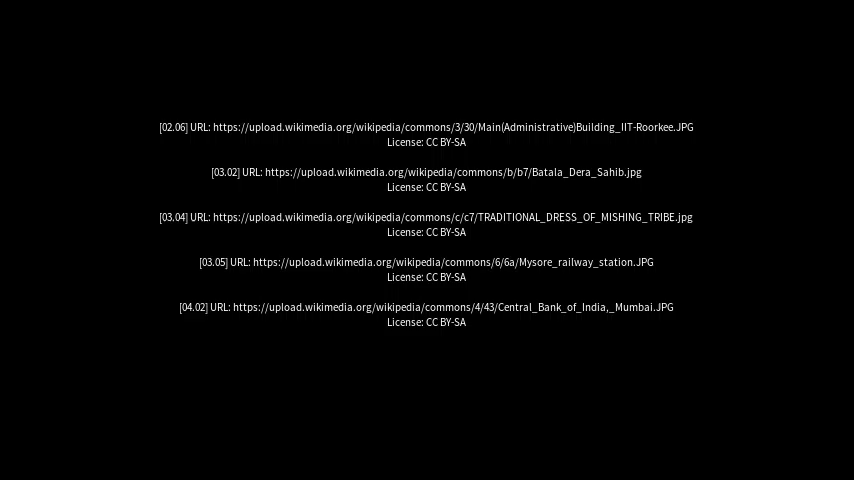 [02.06] URL: https://upload.wikimedia.org/wikipedia/commons/3/30/Main(Administrative)Building_IIT-Roorkee.JPG
License: CC BY-SA
[03.02] URL: https://upload.wikimedia.org/wikipedia/commons/b/b7/Batala_Dera_Sahib.jpg
License: CC BY-SA
[03.04] URL: https://upload.wikimedia.org/wikipedia/commons/c/c7/TRADITIONAL_DRESS_OF_MISHING_TRIBE.jpg
License: CC BY-SA
[03.05] URL: https://upload.wikimedia.org/wikipedia/commons/6/6a/Mysore_railway_station.JPG
License: CC BY-SA
[04.02] URL: https://upload.wikimedia.org/wikipedia/commons/4/43/Central_Bank_of_India,_Mumbai.JPG
License: CC BY-SA